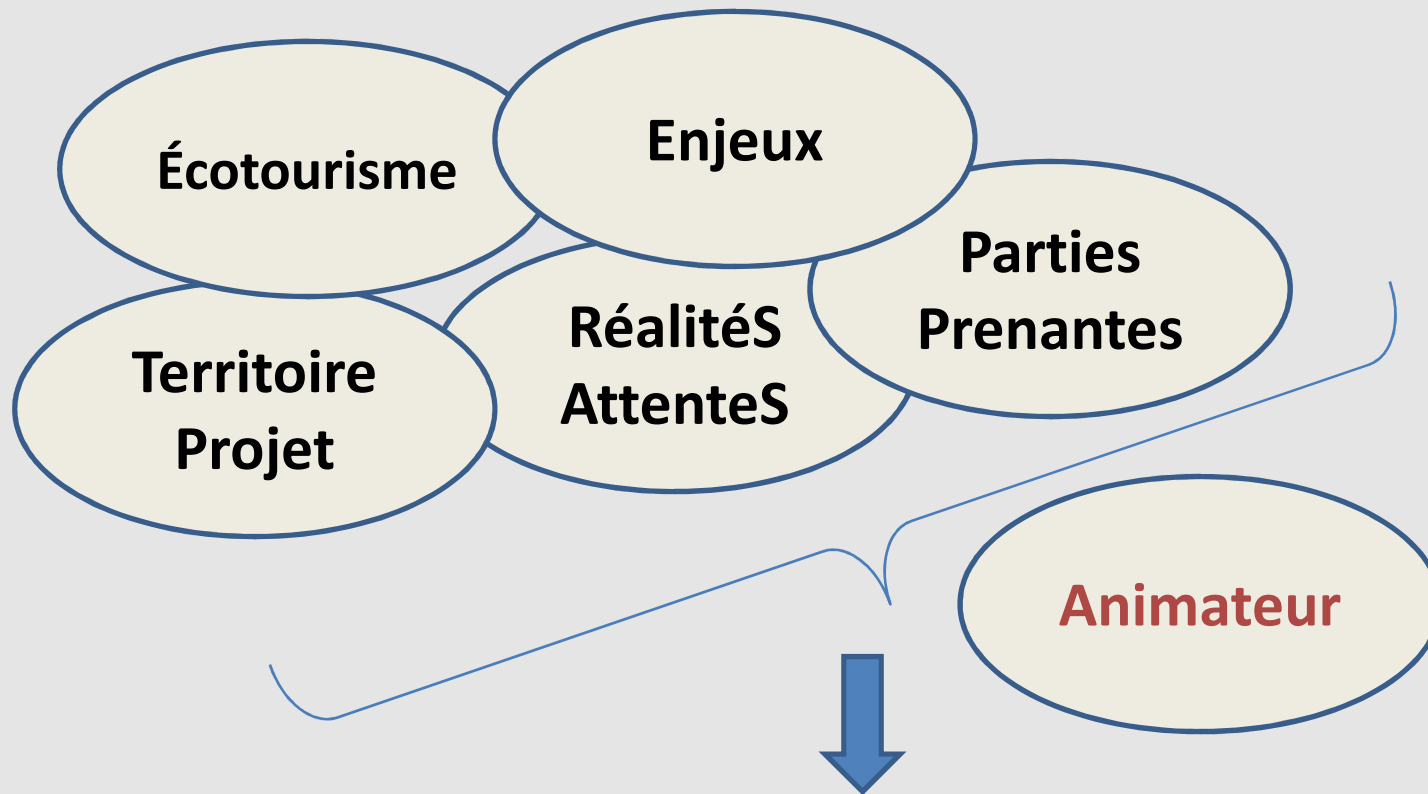 Écotourisme
Enjeux
Parties
Prenantes
RéalitéS
AttenteS
Territoire
Projet
Animateur